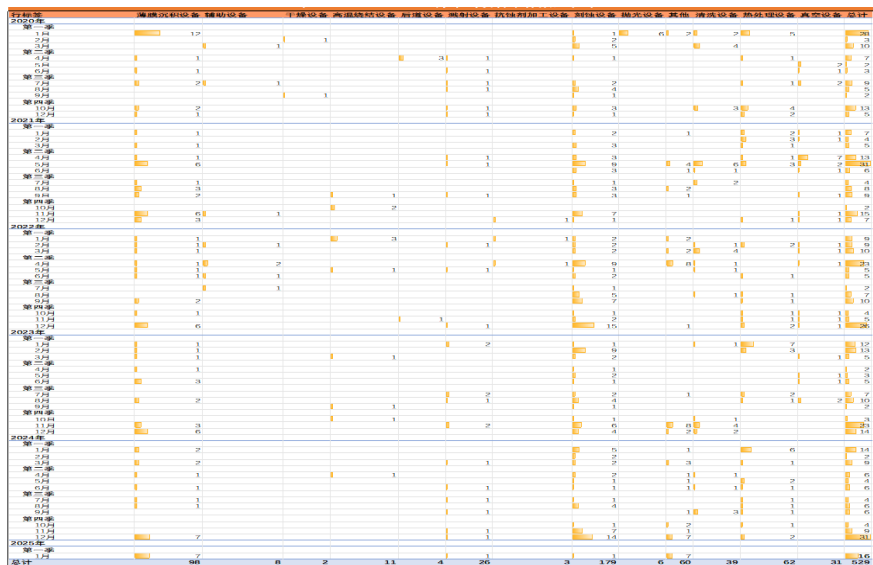 行标签 薄膜沉积设备 辅助设备 干燥设备 高温烧结设备 后道设备 溅射设备 抗蚀剂加工设备 刻蚀设备 抛光设备 其他 清洗设备 热处理设备 真空设备 总计
2020年
第一季
1月 12 1 6 2 2 5 28
2月 1 2 3
3月 1 5 4 10
第二季
4月 1 3 1 1 1 7
5月 2 2
6月 1 1 1 3
第三季
7月 2 1 1 2 1 2 9
8月 1 4 5
9月 1 1 2
第四季
10月 2 1 3 3 4 13
12月 1 1 1 2 5
2021年
第一季
1月 1 2 1 2 1 7
2月 3 1 4
3月 1 3 1 5
第二季
4月 1 1 3 1 7 13
5月 6 1 9 4 6 3 2 31
6月 3 1 1 1 6
第三季
7月 1 1 2 4
8月 3 3 2 8
9月 2 1 1 3 1 1 9
第四季
10月 2 2
11月 6 1 7 1 15
12月 3 1 1 1 1 7
2022年
第一季
1月 1 3 1 2 2 9
2月 1 1 1 2 1 2 1 9
3月 1 1 2 2 4 10
第二季
4月 1 2 1 9 8 1 1 23
5月 1 1 1 1 1 5
6月 1 1 2 1 5
第三季
7月 1 1 2
8月 5 1 1 7
9月 2 7 1 10
第四季
10月 1 1 1 1 4
11月 1 2 1 1 5
12月 6 1 15 1 2 1 26
2023年
第一季
1月 1 2 1 1 7 12
2月 1 9 3 13
3月 1 1 2 1 5
第二季
4月 1 1 2
5月 2 1 3
6月 3 1 1 5
第三季
7月 2 2 1 2 7
8月 2 1 4 1 2 10
9月 1 1 2
第四季
10月 1 1 1 3
11月 3 2 6 8 4 23
12月 6 4 2 2 14
2024年
第一季
1月 2 5 1 6 14
2月 2 2
3月 2 1 2 3 1 9
第二季
4月 1 1 2 1 1 6
5月 1 1 2 4
6月 1 1 1 1 1 1 6
第三季
7月 1 1 1 1 4
8月 1 4 1 6
9月 1 1 3 1 6
第四季
10月 1 2 1 4
11月 1 7 1 9
12月 7 1 14 7 2 31
2025年
第一季
1月 7 1 1 7 16
总计 98 8 2 11 4 26 3 179 6 60 39 62 31 529